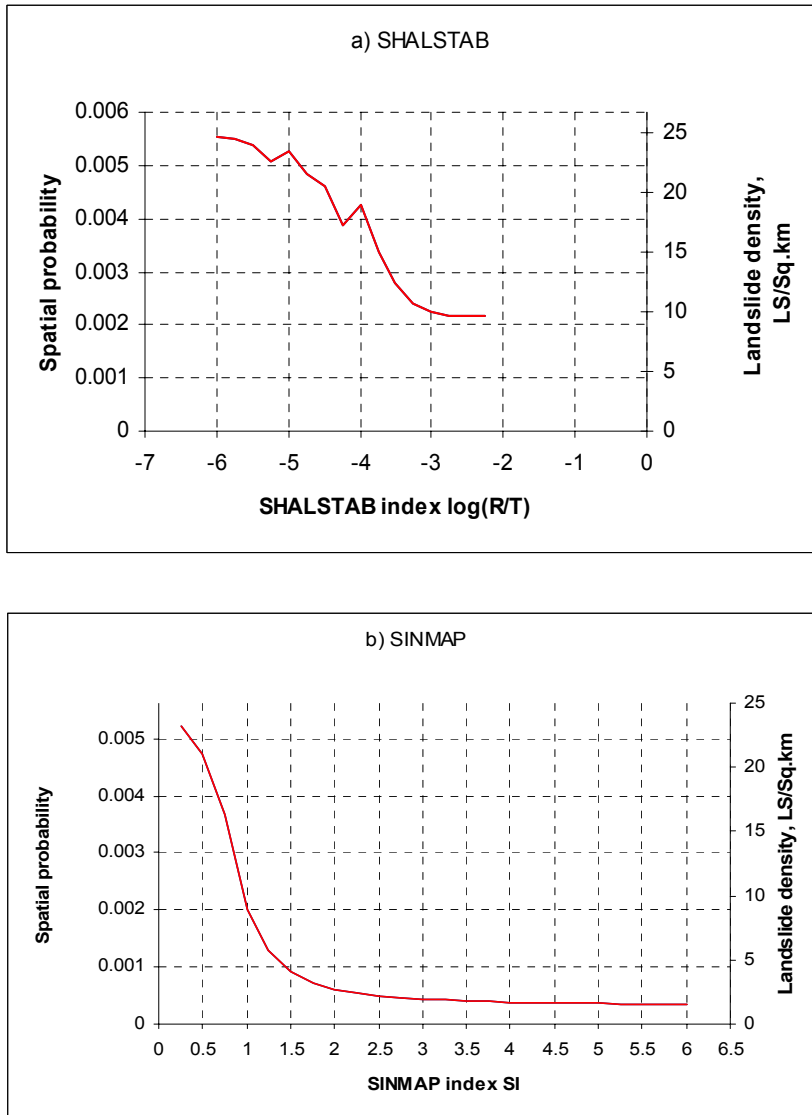 a) SHALSTAB
0.006
0.005
0.004
0.003
0.002
0.001
0
Spatial probability
25
20
15
10
5
0
Landslide density,
LS/Sq.km
-7 -6 -5 -4 -3 -2 -1 0
SHALSTAB index log(R/T)
b) SINMAP
0.005
0.004
0.003
0.002
0.001
0
Spatial probability
25
20
15
10
5
0
Landslide density, LS/Sq.km
0 0.5 1 1.5 2 2.5 3 3.5 4 4.5 5 5.5 6 6.5
SINMAP index SI